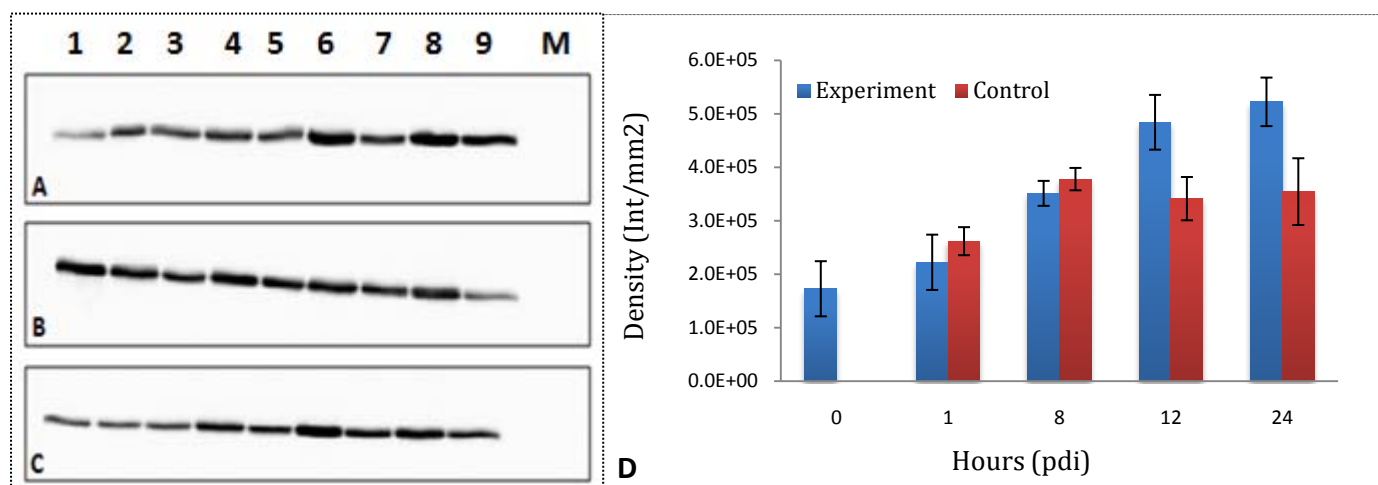 1 2 3 4 5 6 7 8 9 M
A
B
C
D
Density (Int/mm2)
6.0E+05
5.0E+05
4.0E+05
3.0E+05
2.0E+05
1.0E+05
0.0E+00
Experiment Control
0 1 8 12 24
Hours (pdi)